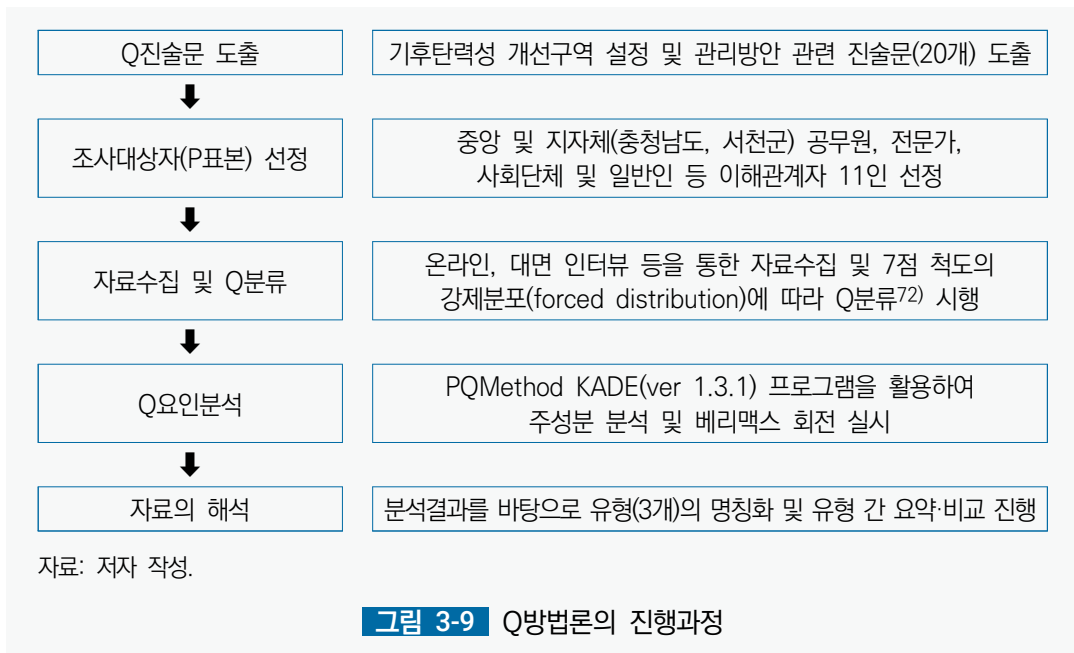 Q진술문 도출
기후탄력성 개선구역 설정 및 관리방안 관련 진술문(20개) 도출
조사대상자(P표본) 선정
중앙 및 지자체(충청남도, 서천군) 공무원, 전문가,
사회단체 및 일반인 등 이해관계자 11인 선정
자료수집 및 Q분류
온라인, 대면 인터뷰 등을 통한 자료수집 및 7점 척도의
강제분포(forced distribution)에 따라 Q분류72) 시행
Q요인분석
PQMethod KADE(ver 1.3.1) 프로그램을 활용하여
주성분 분석 및 베리맥스 회전 실시
자료의 해석
분석결과를 바탕으로 유형(3개)의 명칭화 및 유형 간 요약·비교 진행
자료: 저자 작성.
그림 3-9 Q방법론의 진행과정